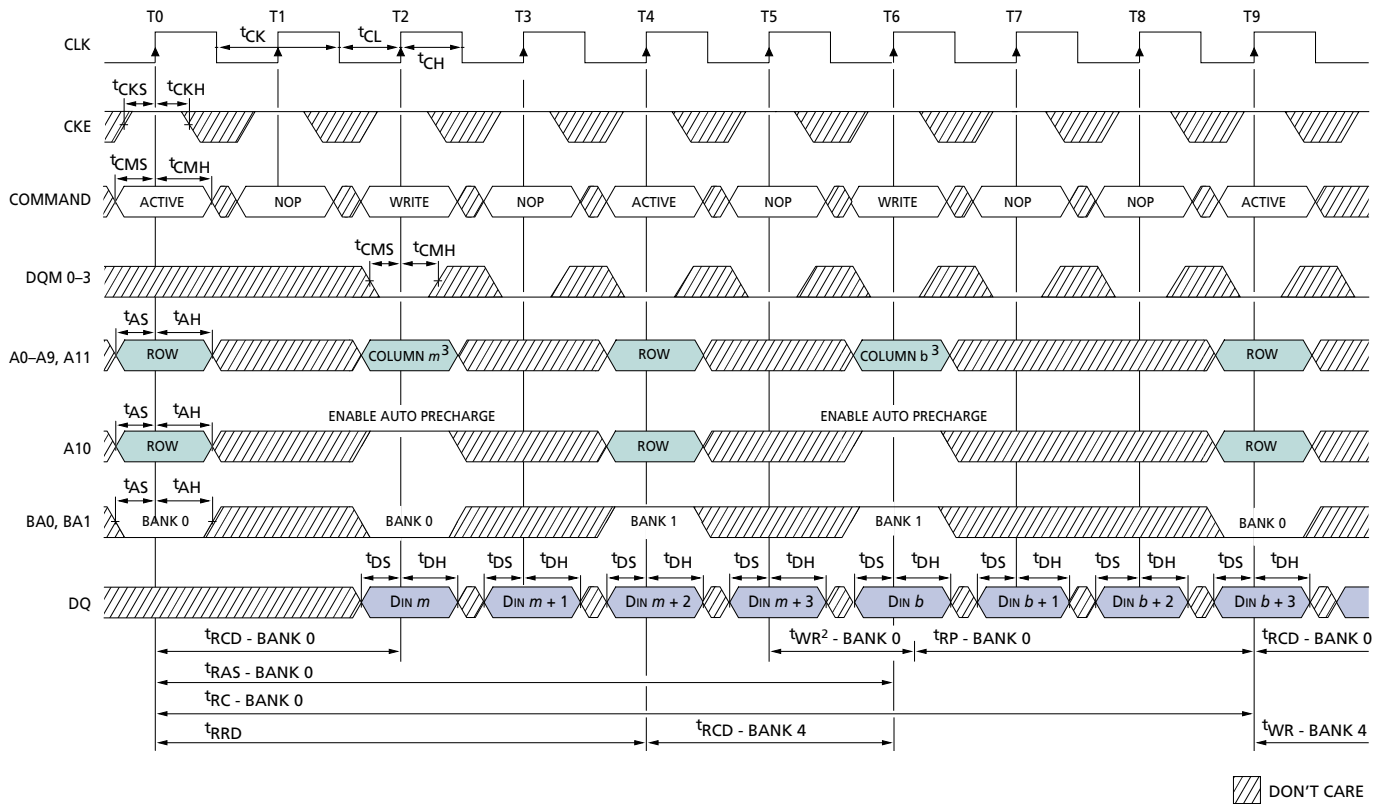 T0 T1 T2 T3 T4 T5 T6 T7 T8 T9
CLK
tCK tCL
tCH
tCKS tCKH
CKE
tCMS tCMH
COMMAND ACTIVE NOP WRITE NOP ACTIVE NOP WRITE NOP NOP ACTIVE
tCMS tCMH
DQM 0–3
tAS tAH
A0–A9, A11 ROW COLUMN m3 ROW COLUMN b 3 ROW
tAS tAH ENABLE AUTO PRECHARGE ENABLE AUTO PRECHARGE
A10 ROW ROW ROW
tAS tAH
BA0, BA1 BANK 0 BANK 0 BANK 1 BANK 1 BANK 0
tDS tDH tDS tDH tDS tDH tDS tDH tDS tDH tDS tDH tDS tDH tDS tDH
DQ DIN m DIN m + 1 DIN m + 2 DIN m + 3 DIN b DIN b + 1 DIN b + 2 DIN b + 3
tRCD - BANK 0 tWR2 - BANK 0 tRP - BANK 0 tRCD - BANK 0
tRAS - BANK 0
tRC - BANK 0
tRRD tRCD - BANK 4 tWR - BANK 4
DON'T CARE